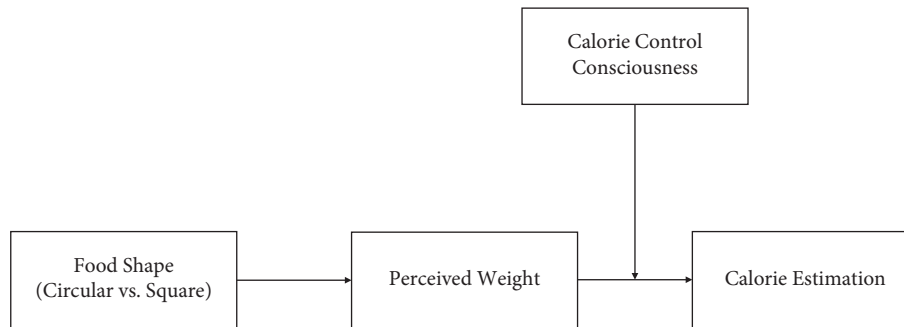 Calorie Control
Consciousness
Food Shape
(Circular vs. Square)
Perceived Weight
Calorie Estimation